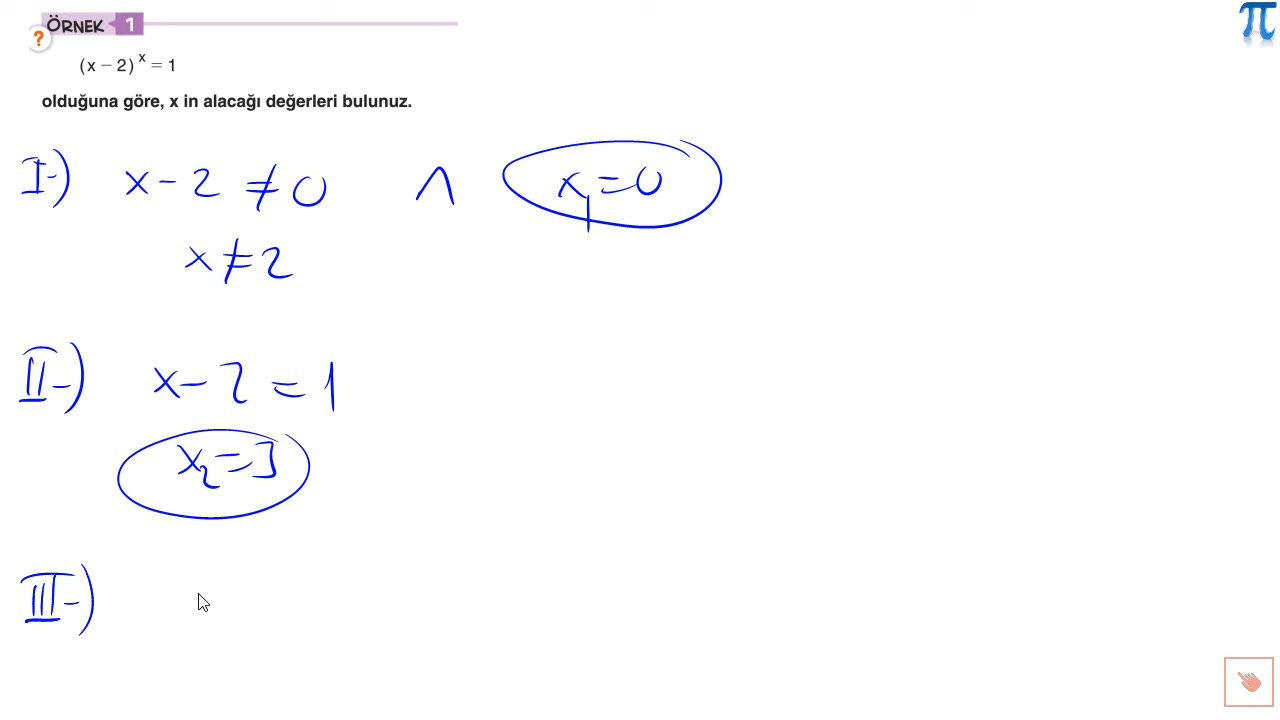 ÖRNEK 1
?
(x − 2)^x = 1
olduğuna göre, x in alacağı değerleri bulunuz.
I-) x - 2 ≠ 0 ∧ x₁ = 0
x ≠ 2
II-) x - 2 = 1
x₂ = 3
III-)
π